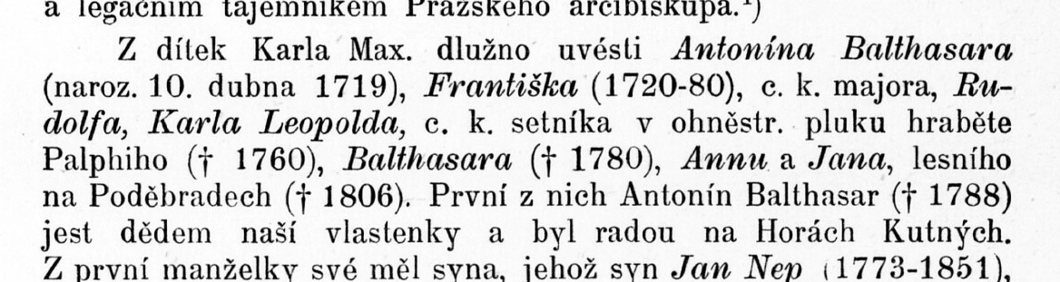 a legačním tajemníkem Pražského arcibiskupa.¹)
Z dítek Karla Max. dlužno uvésti Antonína Balthasara
(naroz. 10. dubna 1719), Františka (1720-80), c. k. majora, Ru-
dolfa, Karla Leopolda, c. k. setníka v ohněstr. pluku hraběte
Palphiho († 1760), Balthasara († 1780), Annu a Jana, lesního
na Poděbradech († 1806). První z nich Antonín Balthasar († 1788)
jest dědem naší vlastenky a byl radou na Horách Kutných.
Z první manželky své měl syna, jehož syn Jan Nep (1773-1851),